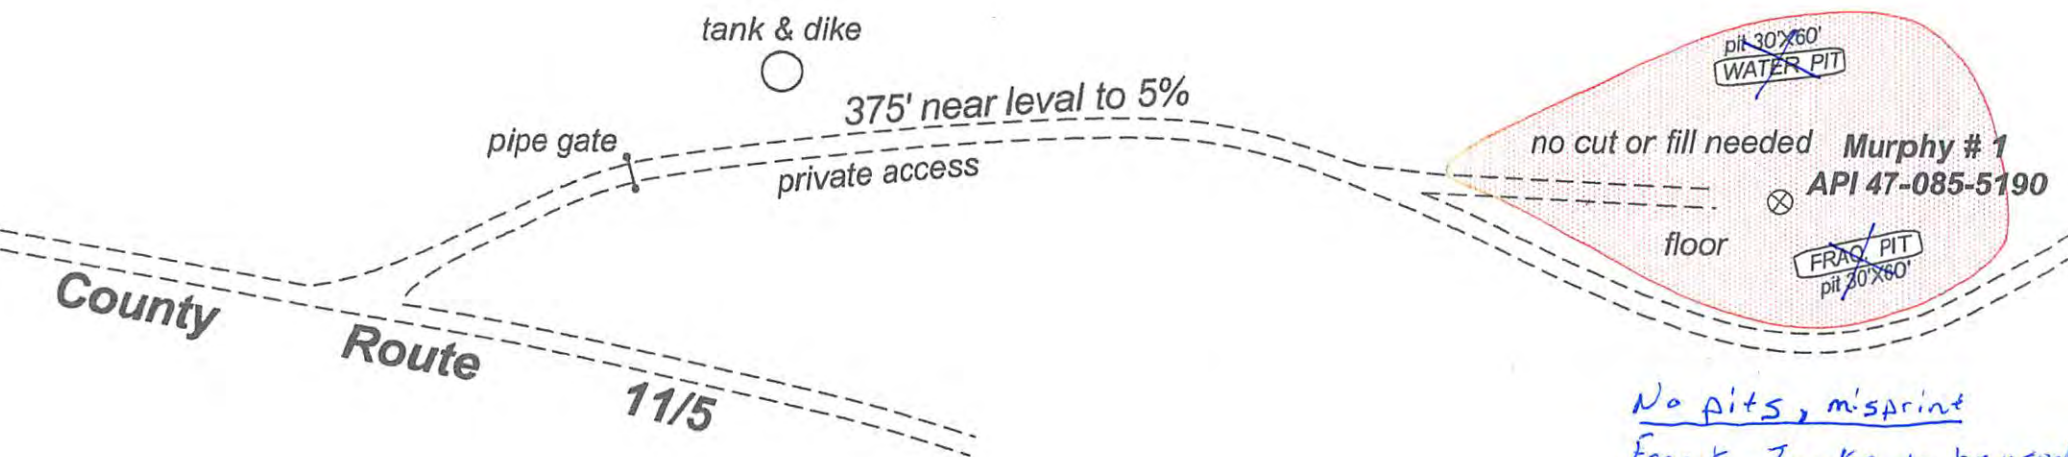 tank & dike
pit 30'X60'
WATER PIT
375' near leval to 5%
pipe gate
no cut or fill needed
Murphy # 1
private access
API 47-085-5190
floor
FRAQ PIT
pit 30'X60'
County
Route
11/5
No pits, misprint